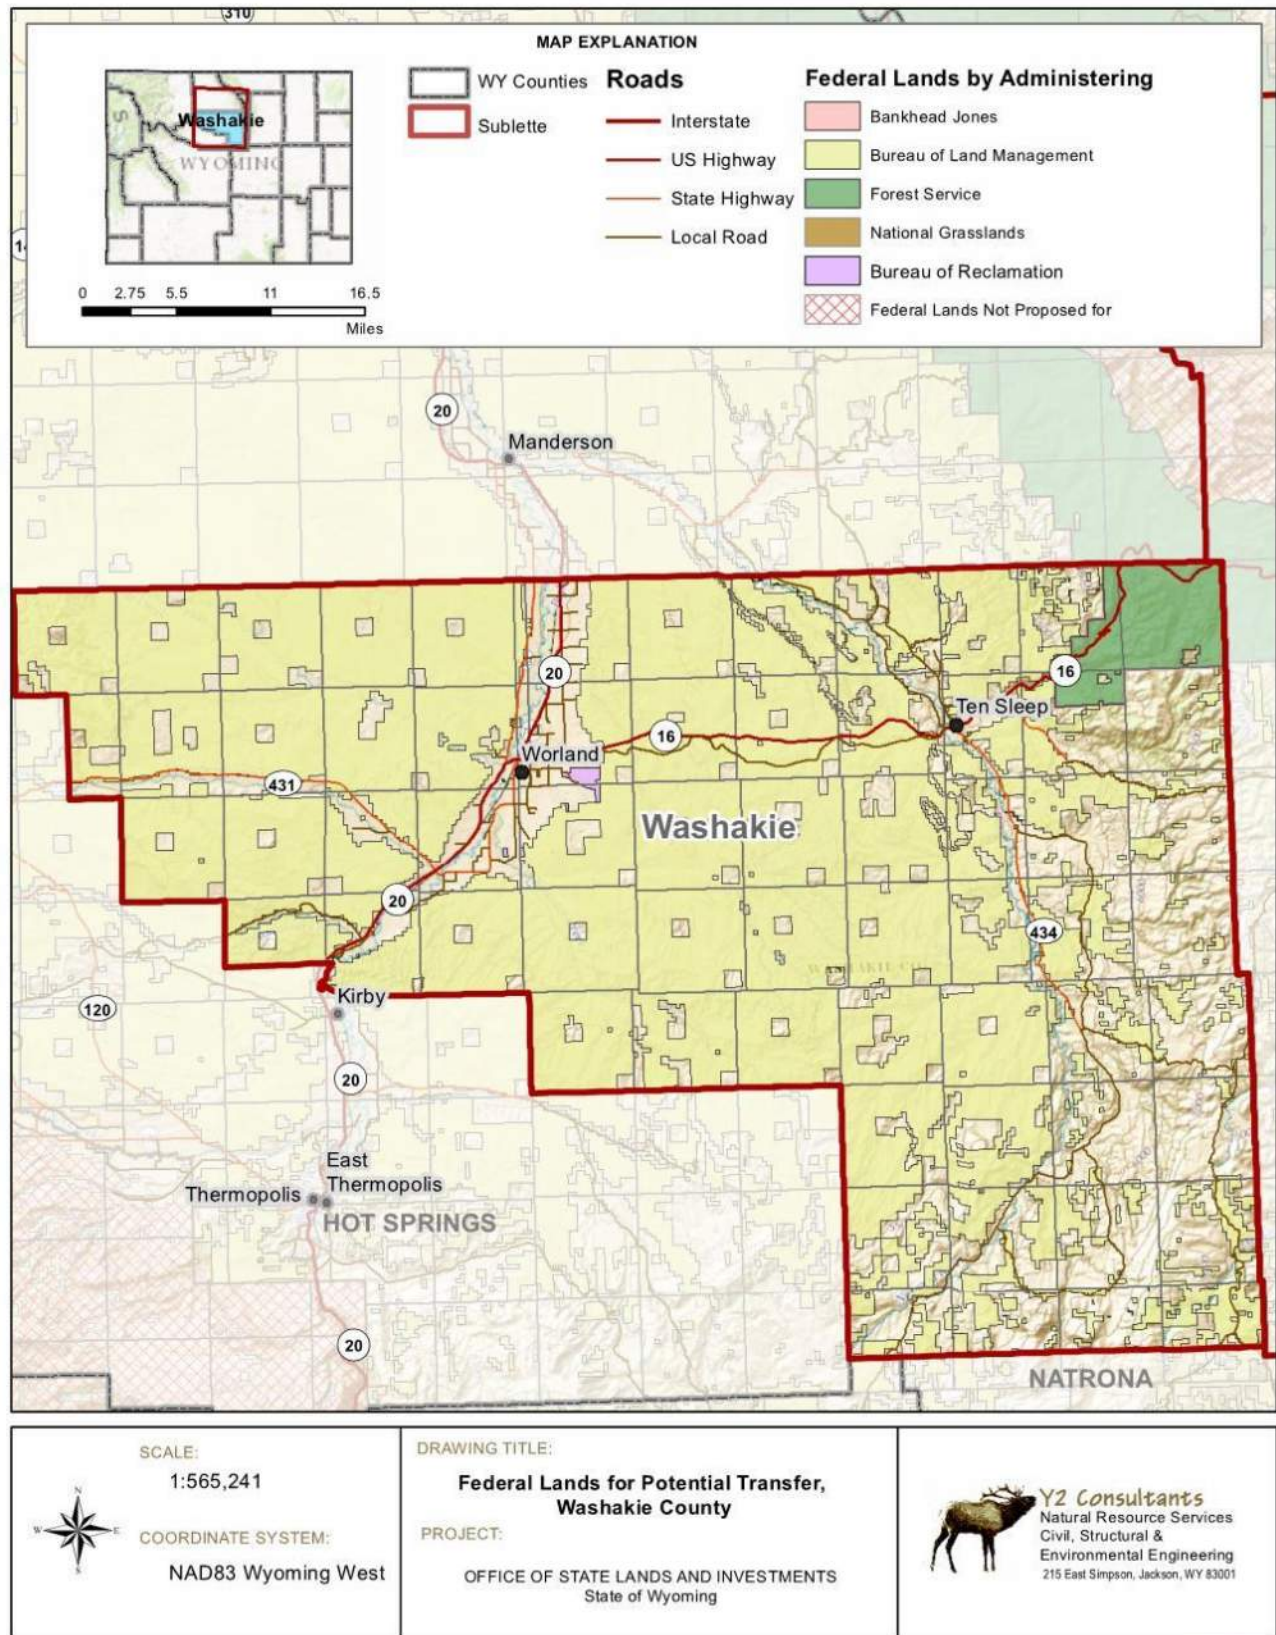 310
MAP EXPLANATION
Washakie
WYOMING
0 2.75 5.5 11 16.5
Miles
WY Counties
Sublette
Roads
Interstate
US Highway
State Highway
Local Road
Federal Lands by Administering
Bankhead Jones
Bureau of Land Management
Forest Service
National Grasslands
Bureau of Reclamation
Federal Lands Not Proposed for
20
Manderson
20
16
Ten Sleep
16
Worland
431
Washakie
20
434
WASHAKIE CO
Kirby
120
20
East
Thermopolis
Thermopolis
HOT SPRINGS
20
NATRONA
SCALE:
1:565,241
COORDINATE SYSTEM:
NAD83 Wyoming West
N
W E
S
DRAWING TITLE:
Federal Lands for Potential Transfer,
Washakie County
PROJECT:
OFFICE OF STATE LANDS AND INVESTMENTS
State of Wyoming
Y2 Consultants
Natural Resource Services
Civil, Structural &
Environmental Engineering
215 East Simpson, Jackson, WY 83001